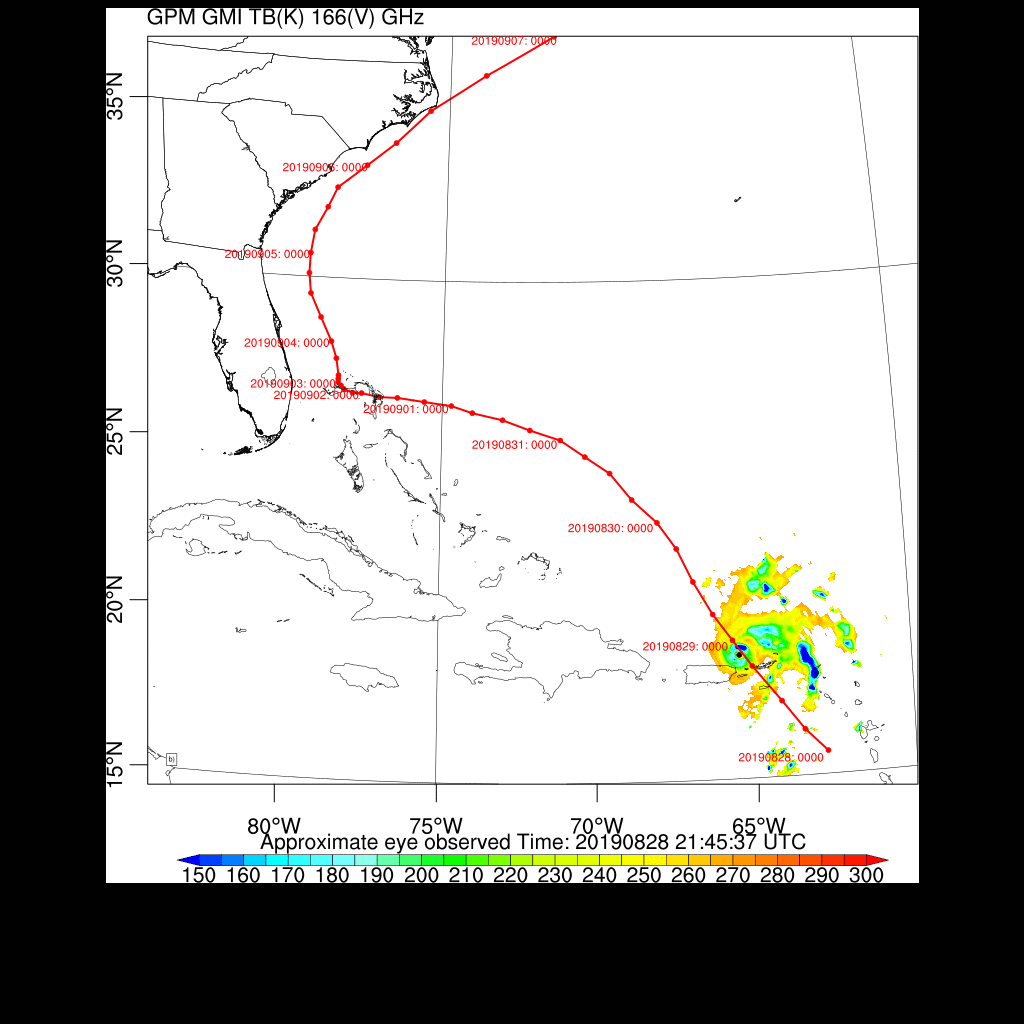 GPM GMI TB(K) 166(V) GHz
20190907: 0000
35°N
20190906: 0000
30°N
20190905: 0000
20190904: 0000
20190903: 0000
20190902: 0000
20190901: 0000
25°N
20190831: 0000
20190830: 0000
20°N
20190829: 0000
15°N
b)
20190828: 0000
80°W 75°W 70°W 65°W
Approximate eye observed Time: 20190828 21:45:37 UTC
150 160 170 180 190 200 210 220 230 240 250 260 270 280 290 300